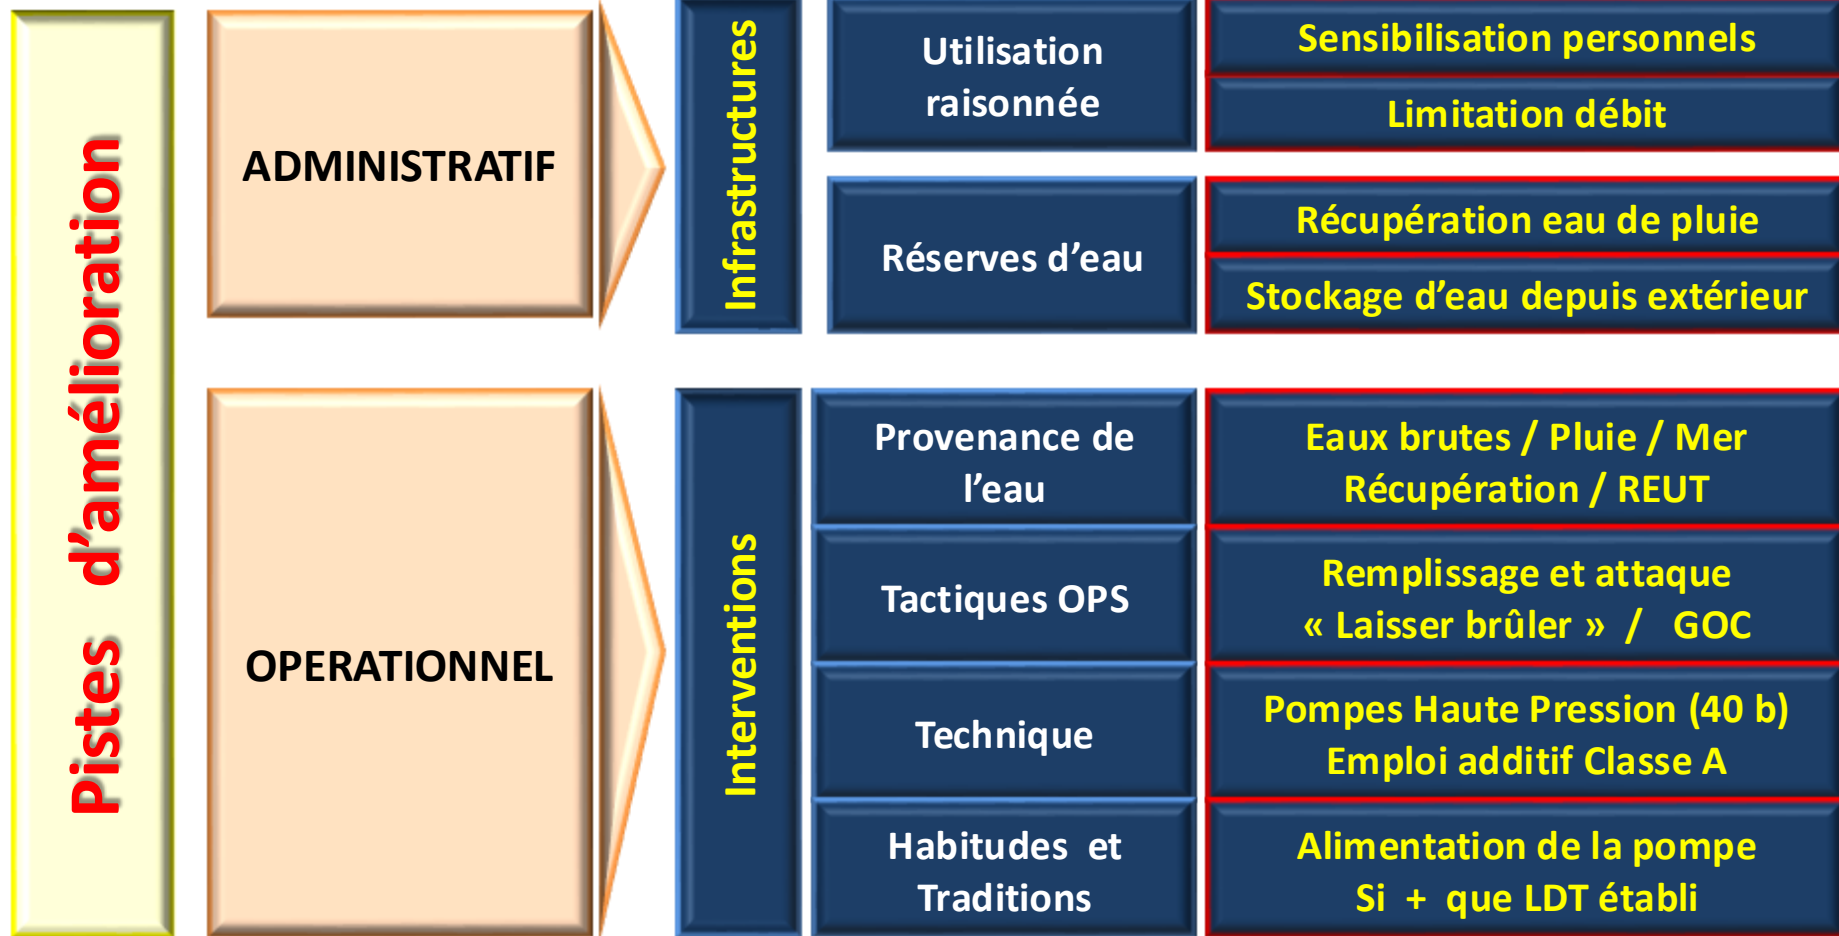 Pistes d'amélioration
ADMINISTRATIF
Infrastructures
Utilisation
raisonnée
Sensibilisation personnels
Limitation débit
Réserves d'eau
Récupération eau de pluie
Stockage d'eau depuis extérieur
OPERATIONNEL
Interventions
Provenance de
l'eau
Eaux brutes / Pluie / Mer
Récupération / REUT
Tactiques OPS
Remplissage et attaque
« Laisser brûler » / GOC
Technique
Pompes Haute Pression (40 b)
Emploi additif Classe A
Habitudes et
Traditions
Alimentation de la pompe
Si + que LDT établi